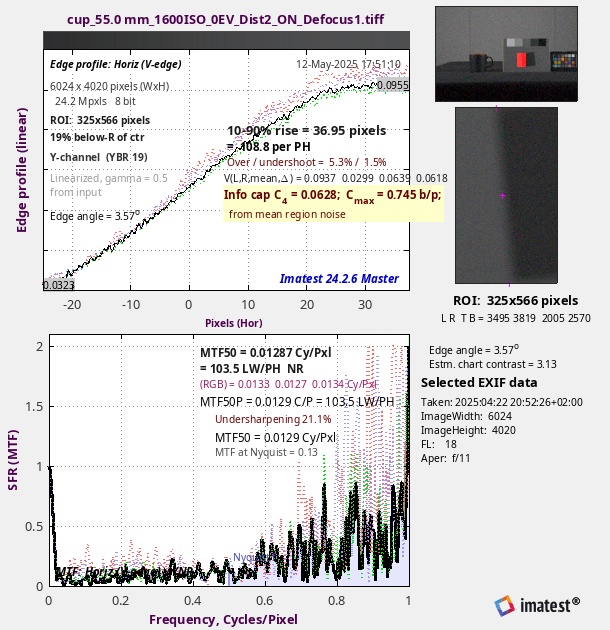 cup_55.0 mm_1600ISO_0EV_Dist2_ON_Defocus1.tiff
Edge profile: Horiz (V-edge)
12-May-2025 17:51:10
6024 x 4020 pixels (WxH)
24.2 Mpxls   8 bit
ROI:  325x566 pixels
19% below-R of ctr
Y-channel  (YBR 19)
Linearized, gamma = 0.5
from input
Edge angle = 3.57°
0.0955
10-90% rise = 36.95 pixels
= 408.8 per PH
Over / undershoot =  5.3% /  1.5%
V(L,R,mean,Δ) = 0.0937  0.0299  0.0639  0.0618
Info cap C4 = 0.0628;  Cmax = 0.745 b/p;
from mean region noise
0.0323
Imatest 24.2.6 Master
Edge profile (linear)
-20 -10 0 10 20 30
Pixels (Hor)
ROI:  325x566 pixels
L R  T B = 3495 3819  2005 2570
Edge angle = 3.57°
Estm. chart contrast = 3.13
Selected EXIF data
Taken: 2025:04:22 20:52:26+02:00
ImageWidth:  6024
ImageHeight:  4020
FL:   18
Aper:  f/11
MTF50 = 0.01287 Cy/Pxl
= 103.5 LW/PH  NR
(RGB) = 0.0133  0.0127  0.0134 Cy/Pxl
MTF50P = 0.0129 C/P = 103.5 LW/PH
Undersharpening 21.1%
MTF50 = 0.0129 Cy/Pxl
MTF at Nyquist = 0.13
SFR (MTF)
2
1.5
1
0.5
0
0 0.2 0.4 0.6 0.8 1
Frequency, Cycles/Pixel
imatest®